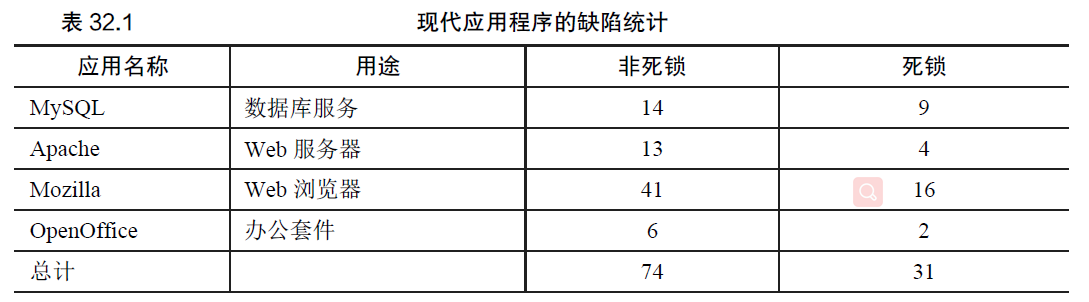 表 32.1 现代应用程序的缺陷统计
应用名称 用途 非死锁 死锁
MySQL 数据库服务 14 9
Apache Web 服务器 13 4
Mozilla Web 浏览器 41 16
OpenOffice 办公套件 6 2
总计 74 31